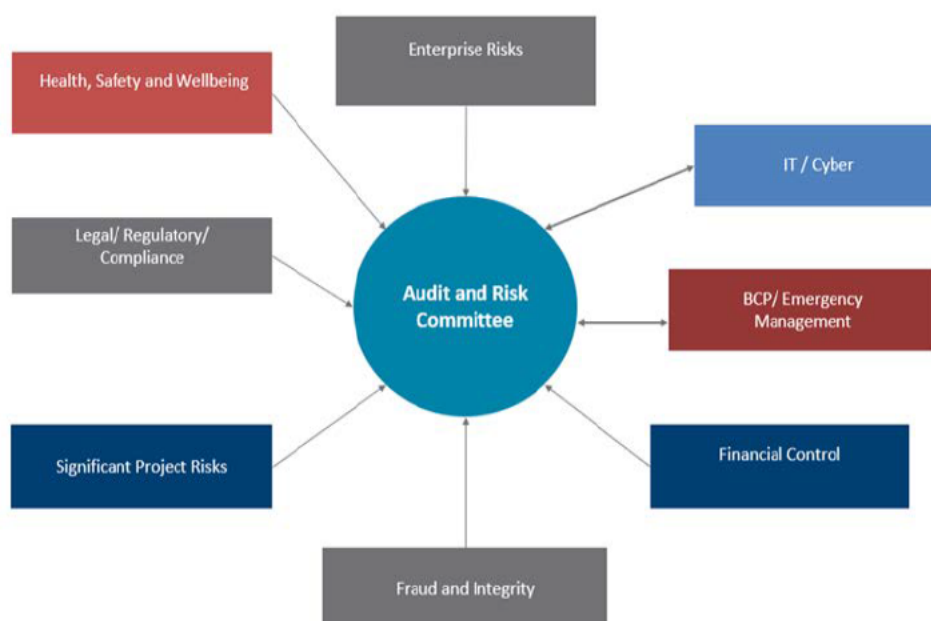 Enterprise Risks
Health, Safety and Wellbeing
IT / Cyber
Legal/ Regulatory/
Compliance
Audit and Risk
Committee
BCP/ Emergency
Management
Significant Project Risks
Financial Control
Fraud and Integrity